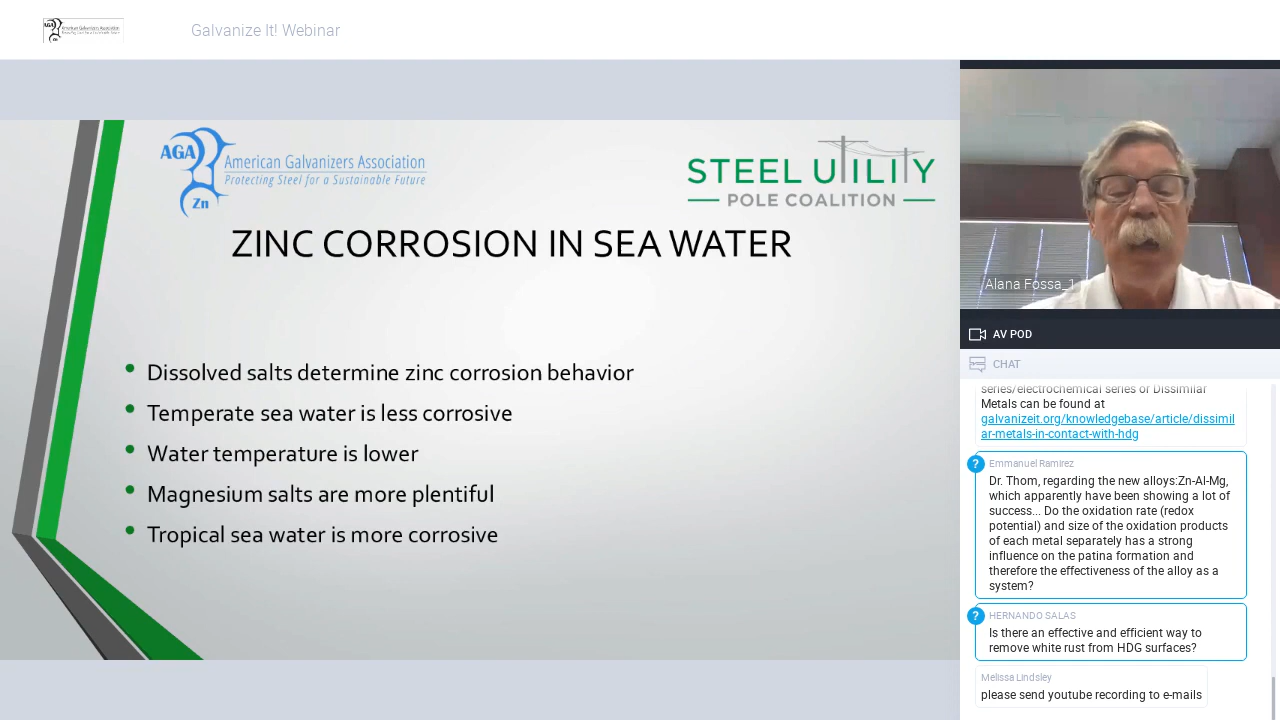 Galvanize It! Webinar
AGA
American Galvanizers Association
Protecting Steel for a Sustainable Future
Zn
STEEL UTILITY
POLE COALITION
ZINC CORROSION IN SEA WATER
• Dissolved salts determine zinc corrosion behavior
• Temperate sea water is less corrosive
• Water temperature is lower
• Magnesium salts are more plentiful
• Tropical sea water is more corrosive
Alana Fossa_1
AV POD
CHAT
series/electrochemical series or Dissimilar
Metals can be found at
galvanizeit.org/knowledgebase/article/dissimil
ar-metals-in-contact-with-hdg
?
Emmanuel Ramirez
Dr. Thom, regarding the new alloys:Zn-Al-Mg,
which apparently have been showing a lot of
success... Do the oxidation rate (redox
potential) and size of the oxidation products
of each metal separately has a strong
influence on the patina formation and
therefore the effectiveness of the alloy as a
system?
?
HERNANDO SALAS
Is there an effective and efficient way to
remove white rust from HDG surfaces?
Melissa Lindsley
please send youtube recording to e-mails